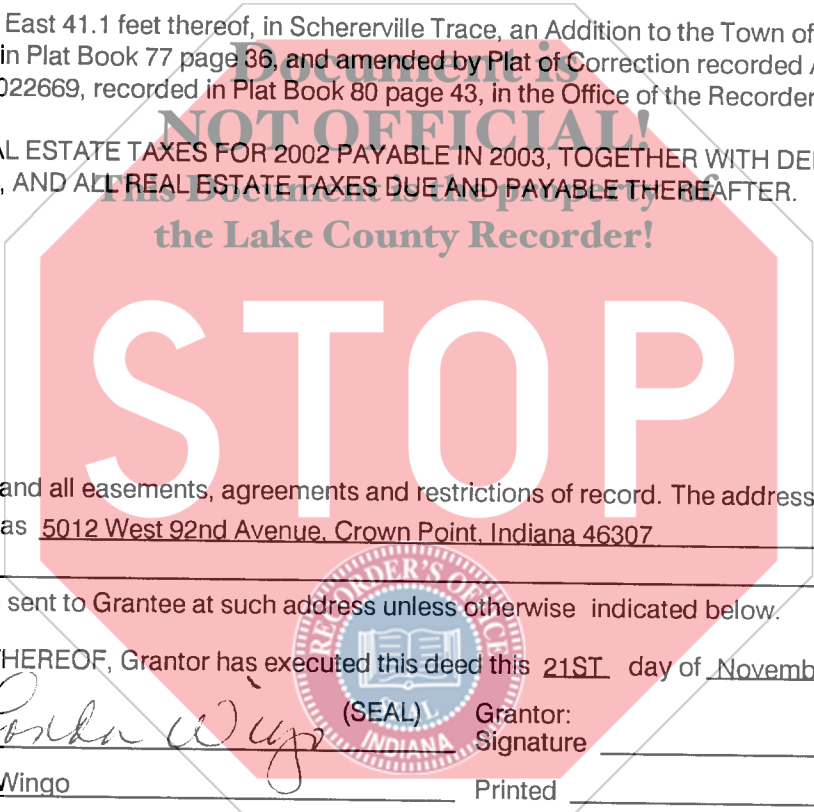 East 41.1 feet thereof, in Schererville Trace, an Addition to the Town of
in Plat Book 77 page 36, and amended by Plat of Correction recorded
Document is
022669, recorded in Plat Book 80 page 43, in the Office of the Recorder
NOT OFFICIAL!
L ESTATE TAXES FOR 2002 PAYABLE IN 2003, TOGETHER WITH
, AND ALL REAL ESTATE TAXES DUE AND PAYABLE THEREAFTER.
This Document is the property of
the Lake County Recorder!
STOP
and all easements, agreements and restrictions of record. The address
as 5012 West 92nd Avenue, Crown Point, Indiana 46307
sent to Grantee at such address unless otherwise indicated below.
HEREOF, Grantor has executed this deed this 21ST day of Novemb
RECORDER'S OFFICE
SEAL
INDIANA
Wingo (SEAL) Grantor:
Signature
Wingo Printed